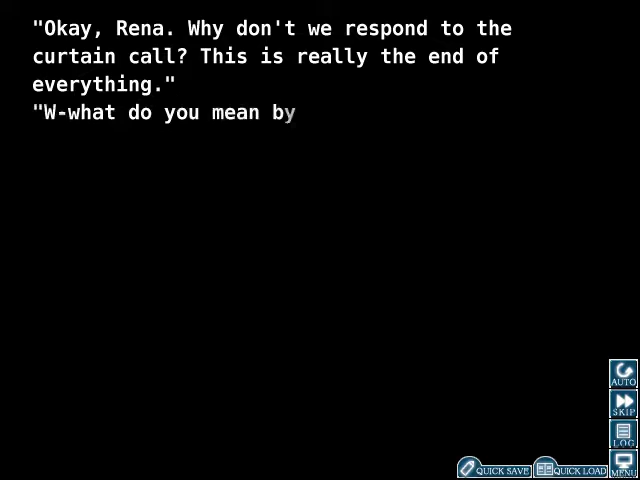 "Okay, Rena. Why don't we respond to the
curtain call? This is really the end of
everything."
"W-what do you mean by
AUTO
SKIP
LOG
QUICK SAVE
QUICK LOAD
MENU